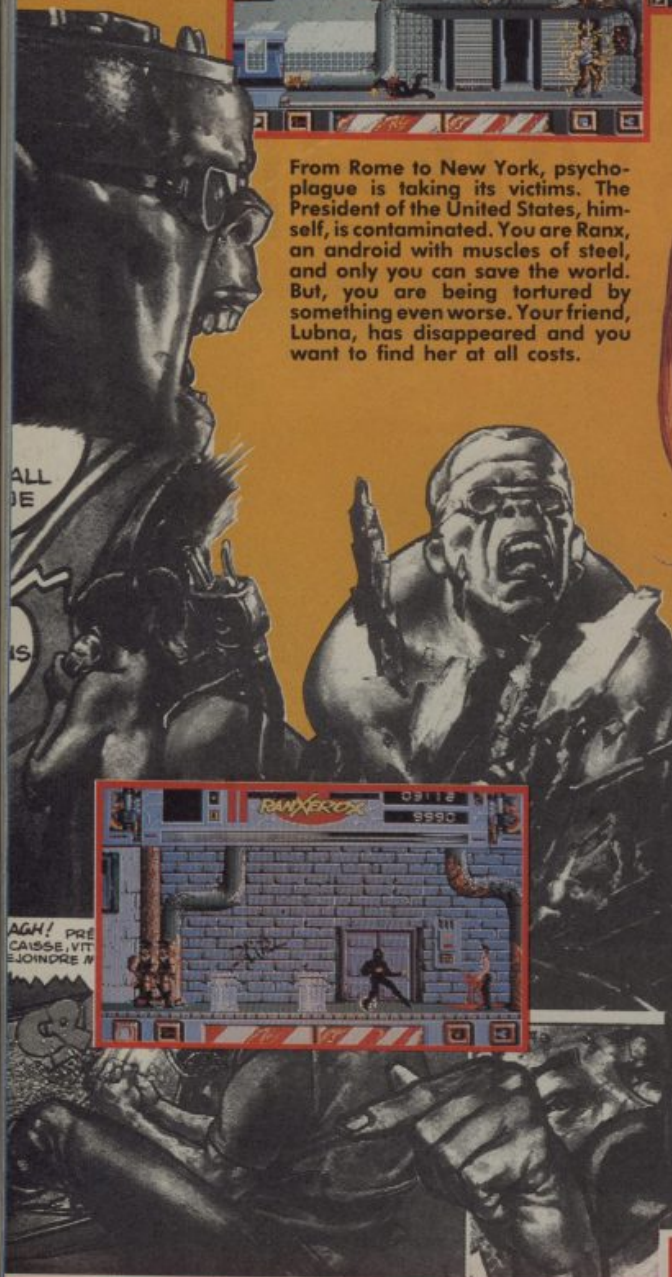 From Rome to New York, psycho-
plague is taking its victims. The
President of the United States, him-
self, is contaminated. You are Ranx,
an android with muscles of steel,
and only you can save the world.
But, you are being tortured by
something even worse. Your friend,
Lubna, has disappeared and you
want to find her at all costs.
ALL
RANXEROX
09:12
9990
AGH! PRÉ
CAISSE, VIT
EJOINDRE M